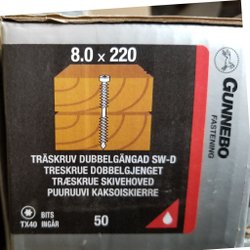 8.0 x 220
GUNNEBO
FASTENING
TRÄSKRUV DUBBELGÄNGAD SW-D
TRESKRUE DOBBELGJENGET
TRÆSKRUE SKIVEHOVED
PUURUUVI KAKSOISKIERRE
BITS
TX40 INGÅR
50